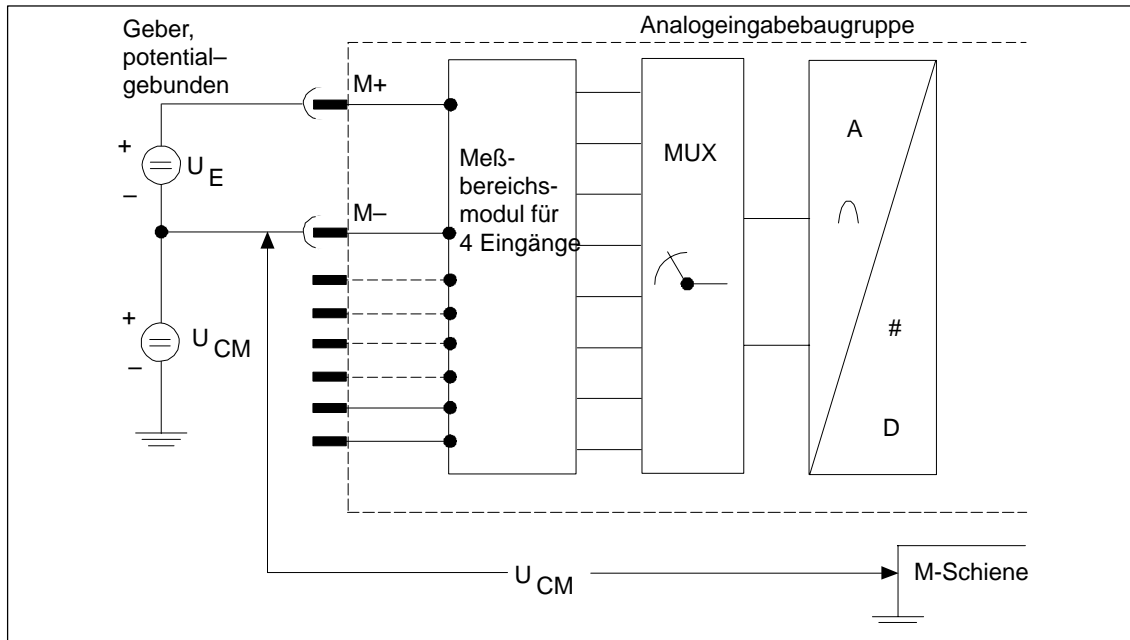 Geber,
potential–
gebunden
Analogeingabebaugruppe
M+
+
U E
–
M–
Meß-
bereichs-
modul für
4 Eingänge
MUX
A
#
D
+
U CM
–
U CM
M-Schiene